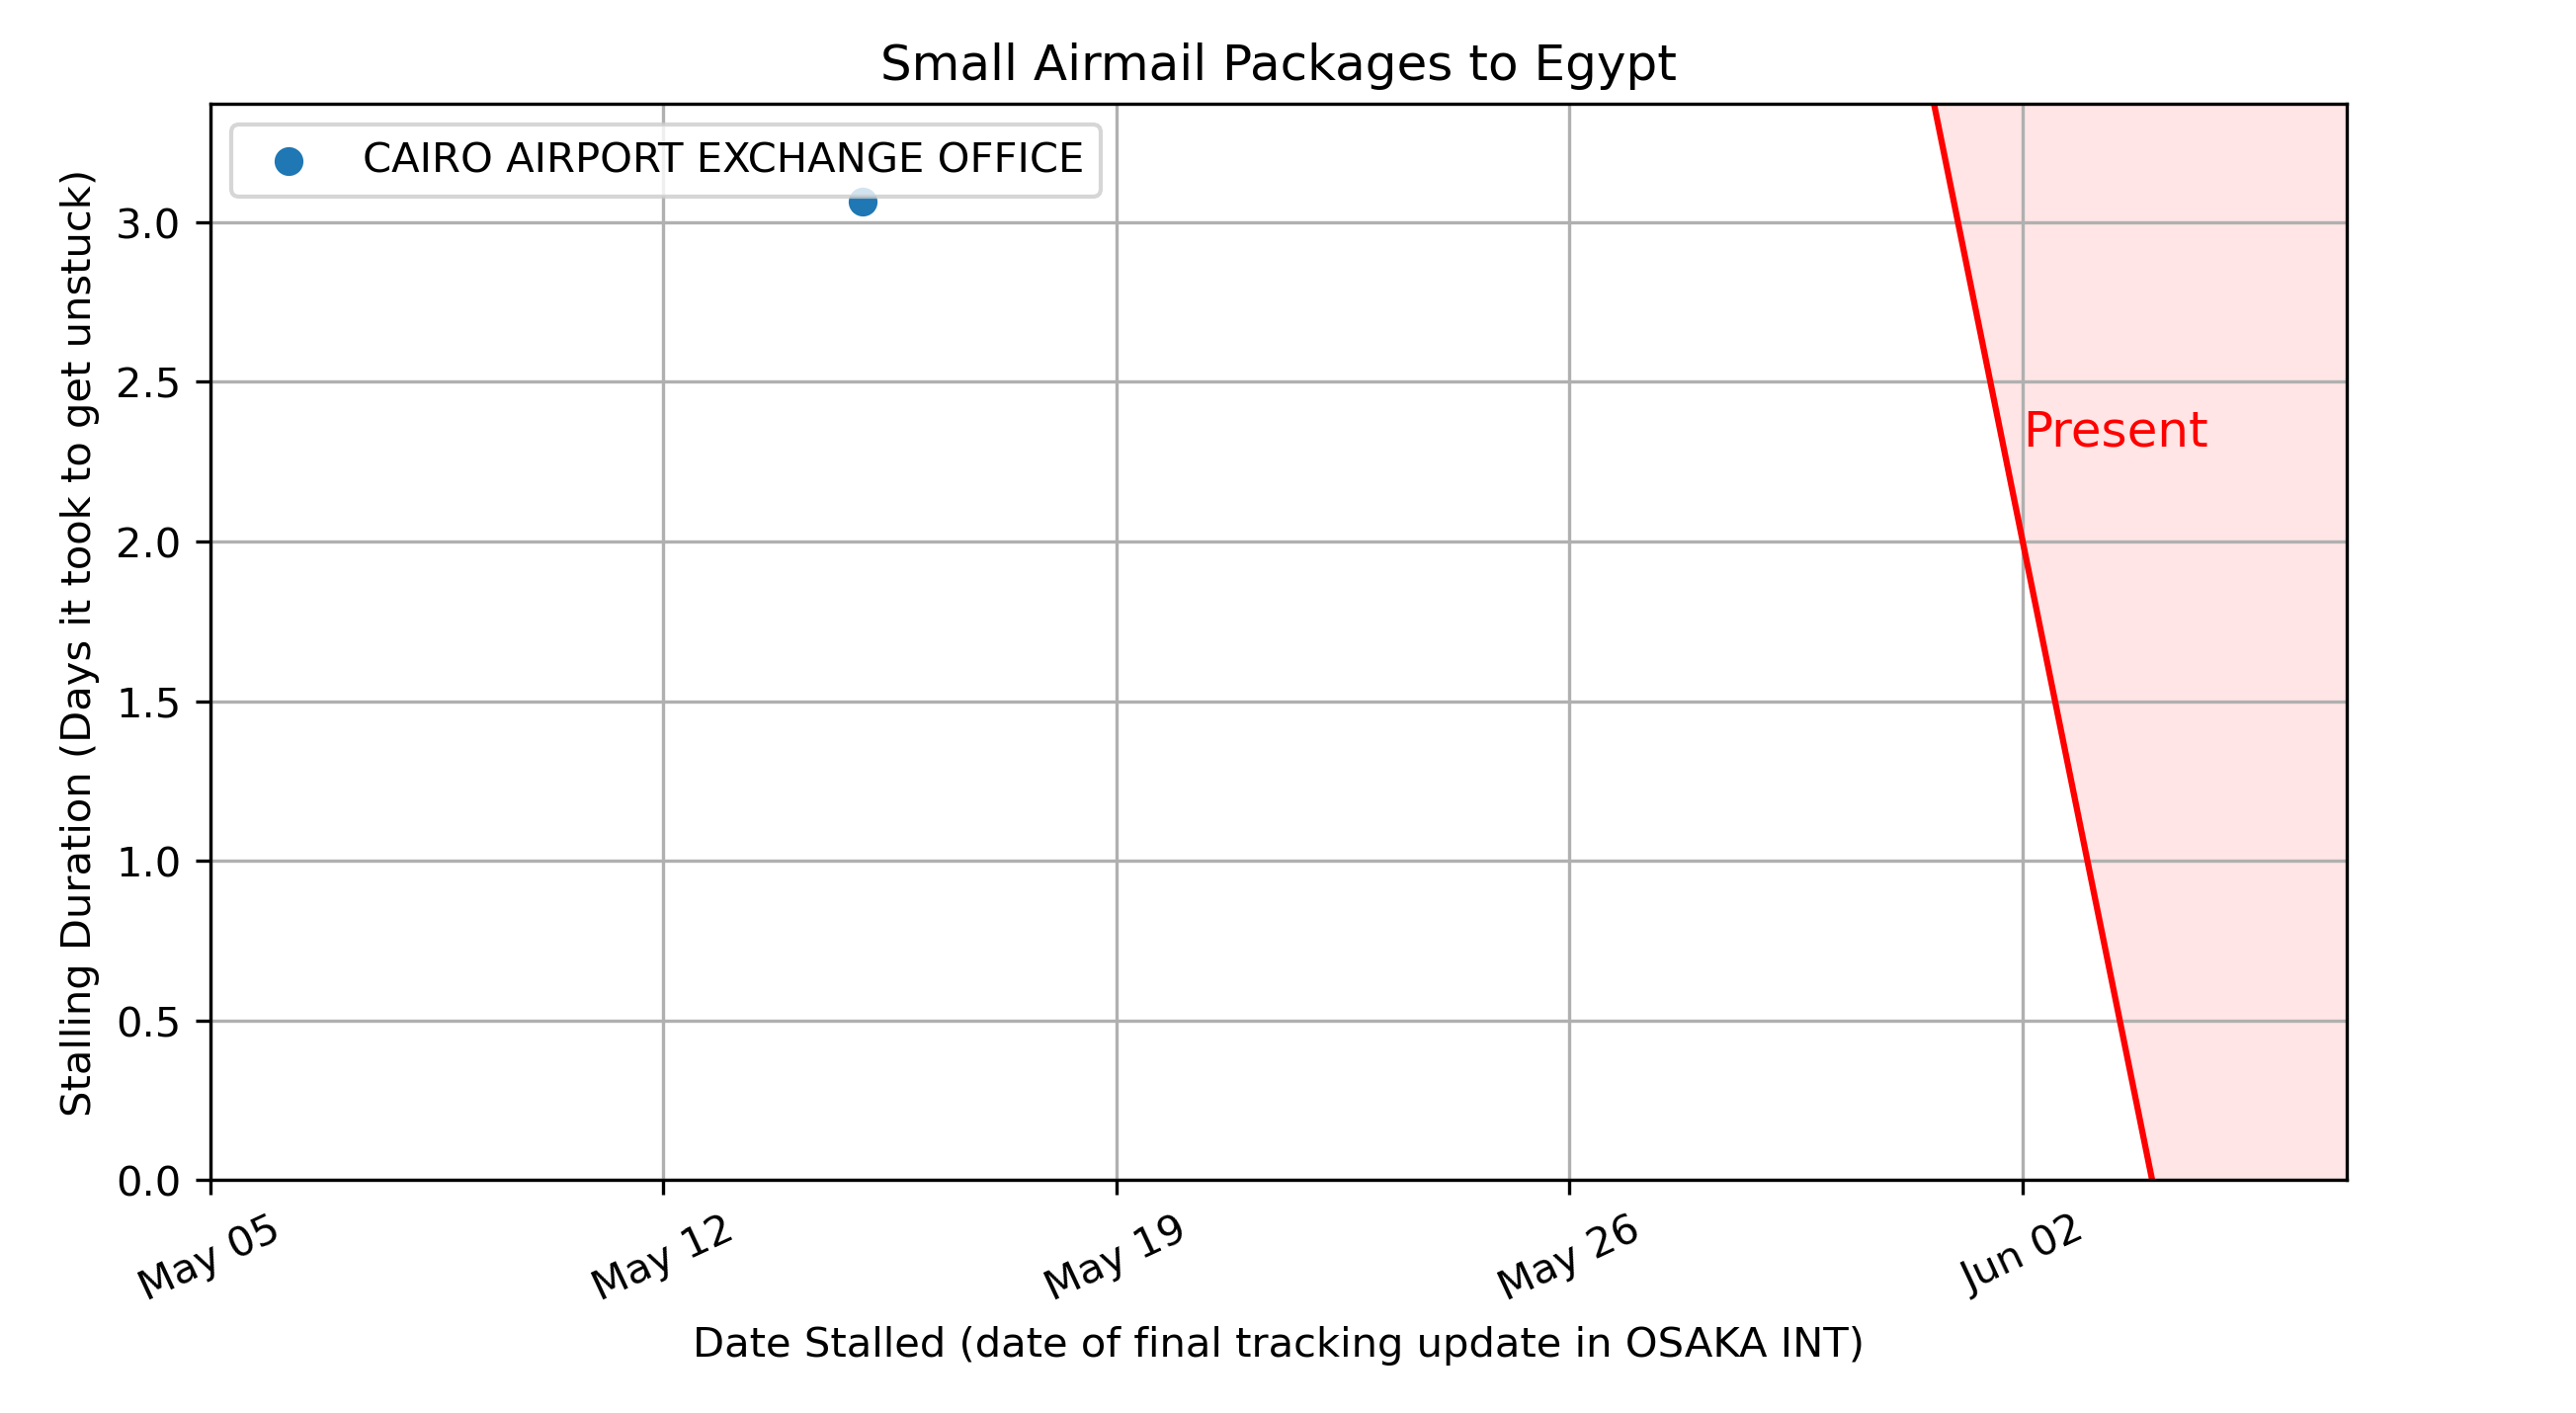 Small Airmail Packages to Egypt
CAIRO AIRPORT EXCHANGE OFFICE
Stalling Duration (Days it took to get unstuck)
3.0
2.5
2.0
1.5
1.0
0.5
0.0
Present
May 05
May 12
May 19
May 26
Jun 02
Date Stalled (date of final tracking update in OSAKA INT)